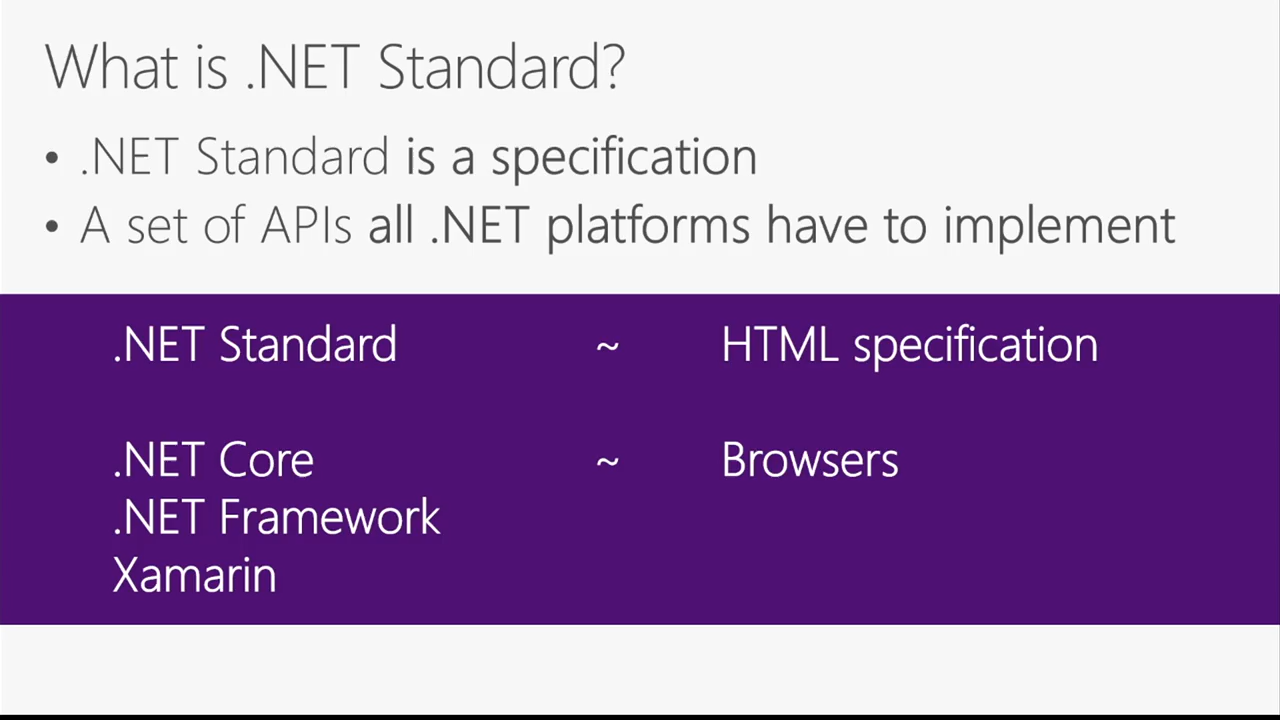 What is .NET Standard?
• .NET Standard is a specification
• A set of APIs all .NET platforms have to implement
.NET Standard ~ HTML specification
.NET Core ~ Browsers
.NET Framework
Xamarin